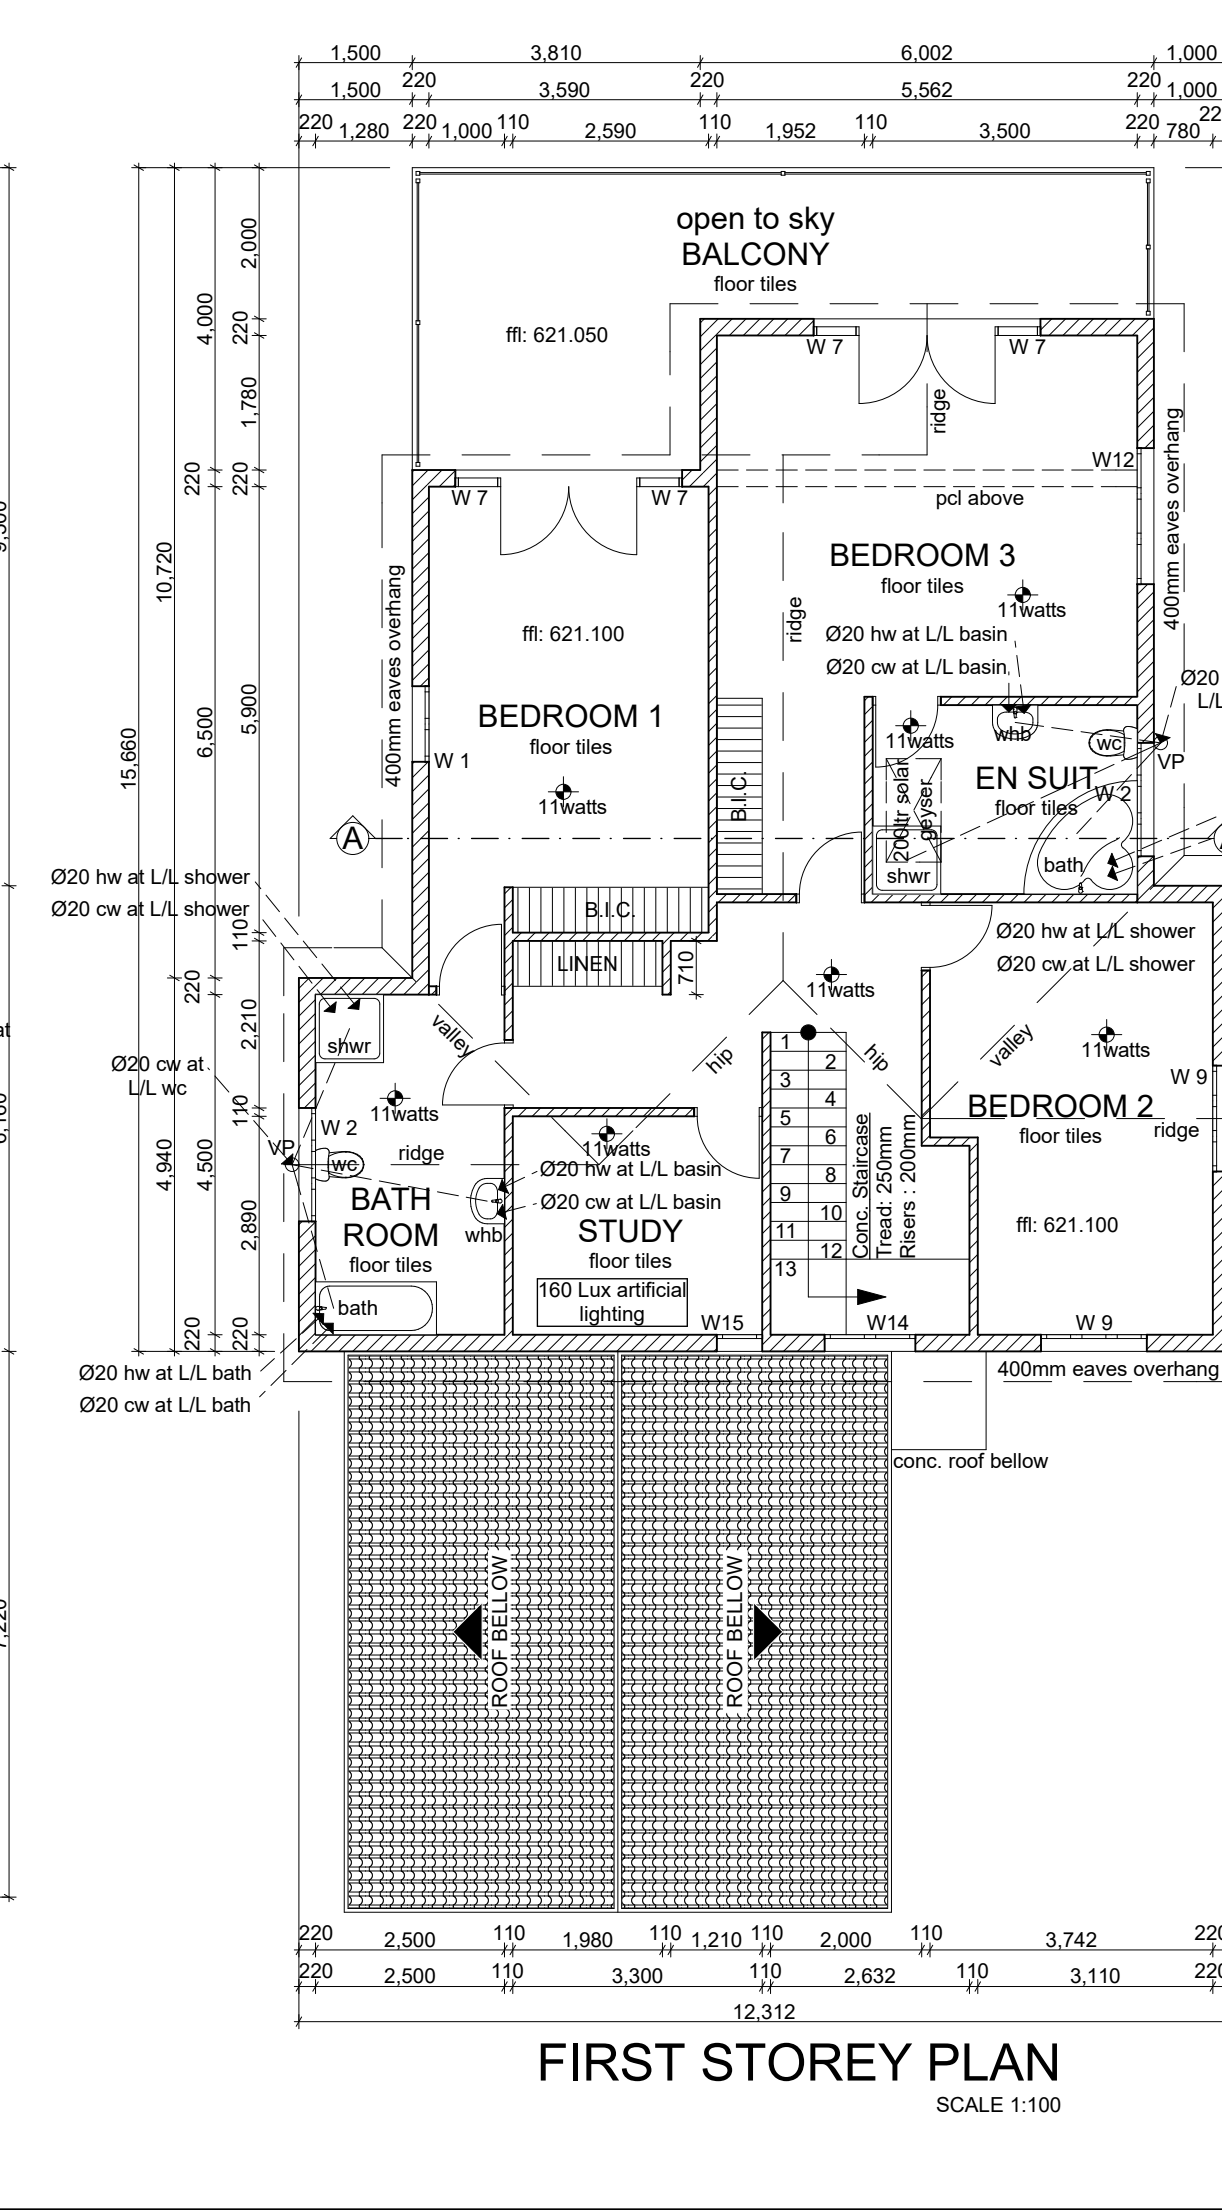 1,500 3,810 6,002 1,000
220 220 220
1,500 3,590 5,562 1,000
220 1,280 220 1,000 110 2,590 110 1,952 110 3,500 220 780
open to sky
BALCONY
floor tiles
ffl: 621.050
2,000
4,000
220
1,780
220
220
10,720
15,660
6,500
5,900
W 7 W 7
ridge
W12
pcl above
W 7 W 7
400mm eaves overhang
400mm eaves overhang
BEDROOM 3
floor tiles
11watts
ridge
ffl: 621.100
Ø20 hw at L/L basin
Ø20 cw at L/L basin
Ø20
BEDROOM 1
floor tiles
W 1
11watts
11watts
whb
wc
VP
EN SUIT
floor tiles
W 2
200ltr solar
geyser
B.I.C.
A
bath
shwr
Ø20 hw at L/L shower
Ø20 cw at L/L shower
B.I.C.
LINEN
710
110
220
2,210
110
Ø20 hw at L/L shower
Ø20 cw at L/L shower
11watts
valley
hip
hip
valley
shwr
Ø20 cw at
L/L wc
11watts
W 2
VP
wc
ridge
11watts
W 9
BEDROOM 2
floor tiles
ridge
11watts
Ø20 hw at L/L basin
Ø20 cw at L/L basin
BATH
ROOM
floor tiles
whb
STUDY
floor tiles
160 Lux artificial
lighting
1
2
3
4
5
6
7
8
9
10
11
12
13
Conc. Staircase
Tread: 250mm
Risers : 200mm
ffl: 621.100
4,940
4,500
2,890
220
220
bath
W15
W14
W 9
Ø20 hw at L/L bath
Ø20 cw at L/L bath
400mm eaves overhang
conc. roof bellow
ROOF BELLOW
ROOF BELLOW
220 2,500 110 1,980 110 1,210 110 2,000 110 3,742
220 2,500 110 3,300 110 2,632 110 3,110
12,312
FIRST STOREY PLAN
SCALE 1:100